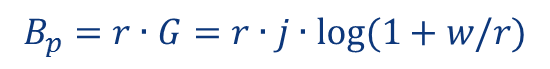 B_p = r · G = r · j · log(1 + w/r)